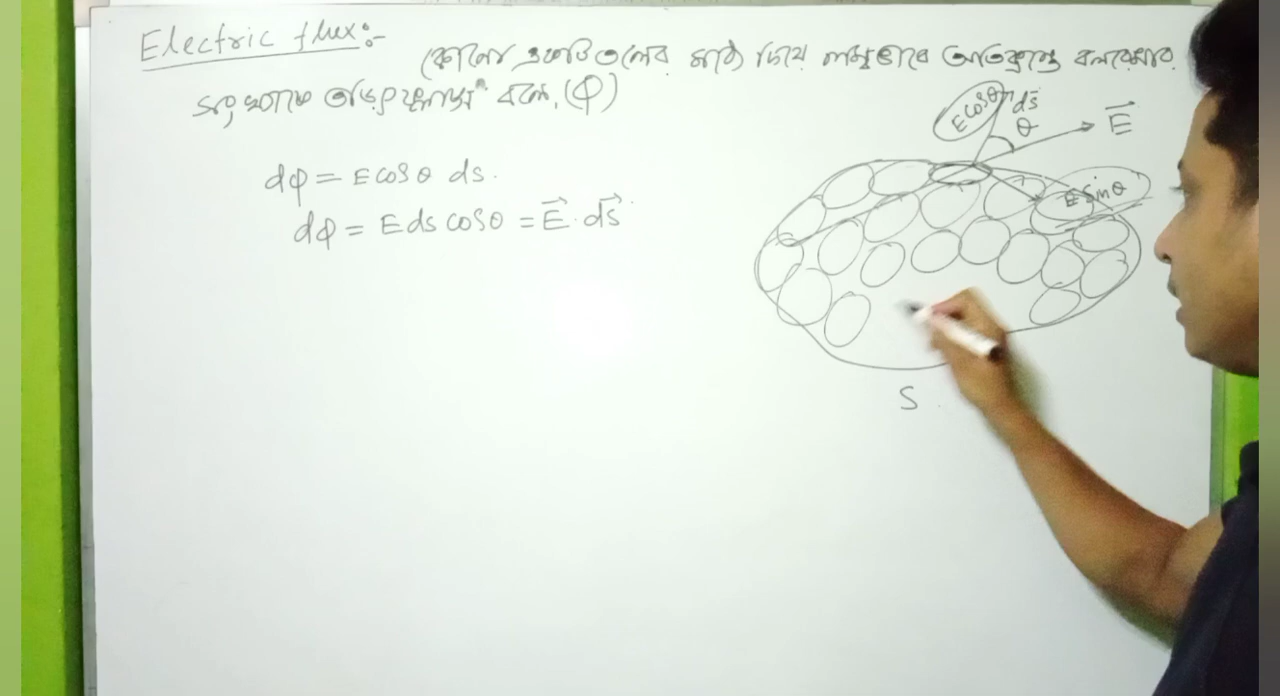 Electric flux:-
কোনো একটি তলের মধ্য দিয়ে লম্বভাবে অতিক্রান্ত বলরেখার
সংখ্যাকে তড়িৎ ফ্লাক্স বলে, (φ)
dφ = E cosθ ds.
dφ = E ds cosθ = E⃗ · ds⃗
E cosθ
ds⃗
θ
E⃗
E sinθ
S